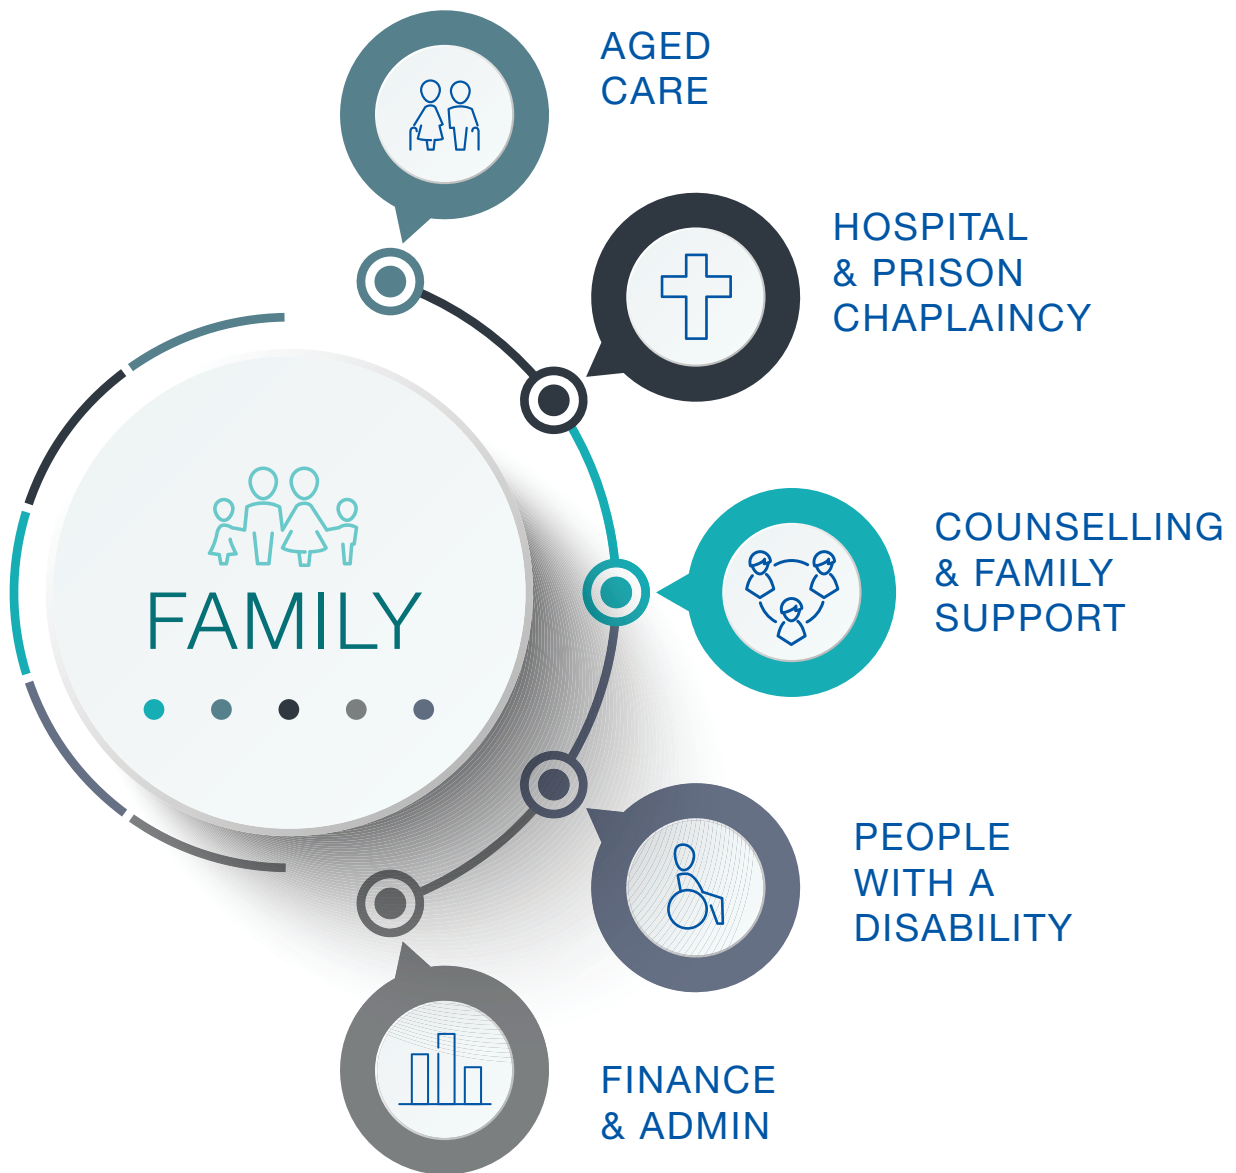 AGED
CARE
HOSPITAL
& PRISON
CHAPLAINCY
COUNSELLING
& FAMILY
SUPPORT
FAMILY
PEOPLE
WITH A
DISABILITY
FINANCE
& ADMIN